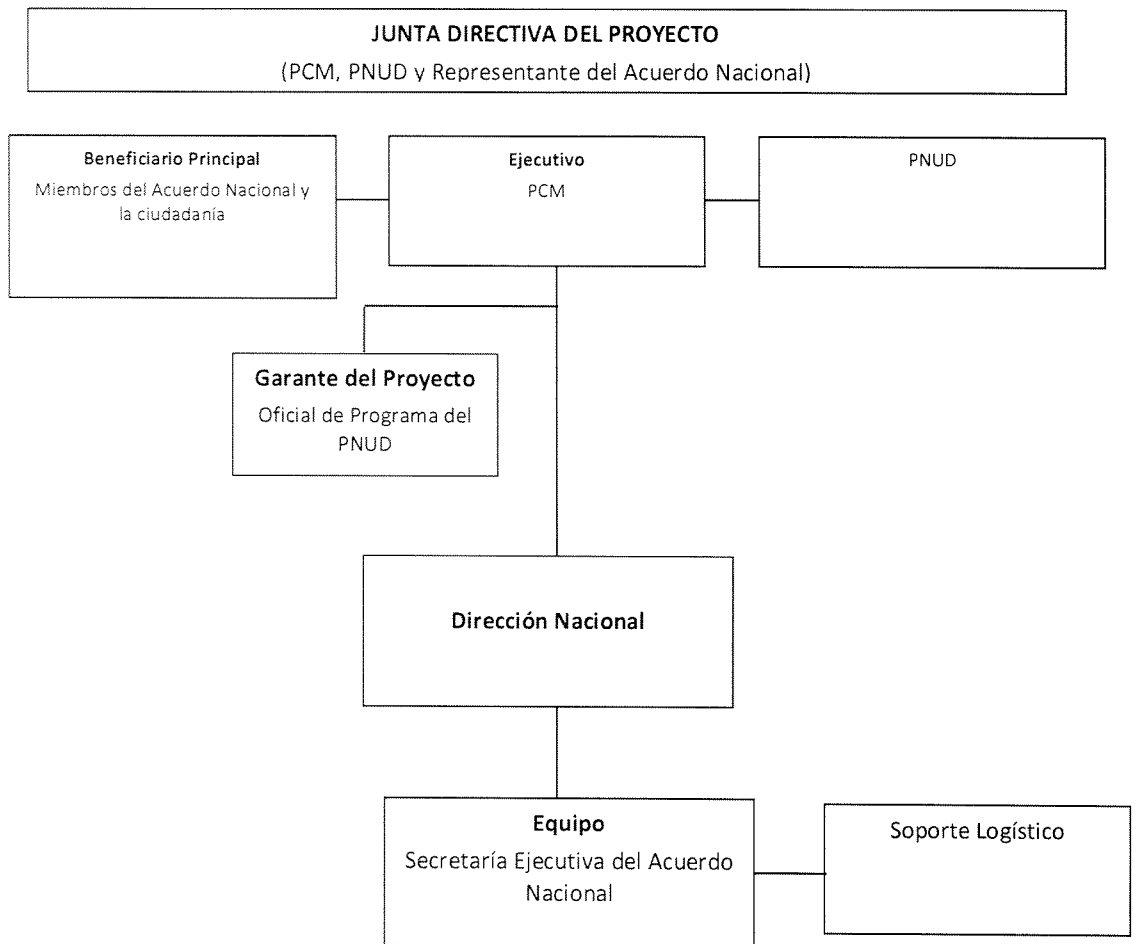 JUNTA DIRECTIVA DEL PROYECTO
(PCM, PNUD y Representante del Acuerdo Nacional)
Beneficiario Principal
Miembros del Acuerdo Nacional y
la ciudadanía
Ejecutivo
PCM
PNUD
Garante del Proyecto
Oficial de Programa del
PNUD
Dirección Nacional
Equipo
Secretaría Ejecutiva del Acuerdo
Nacional
Soporte Logístico